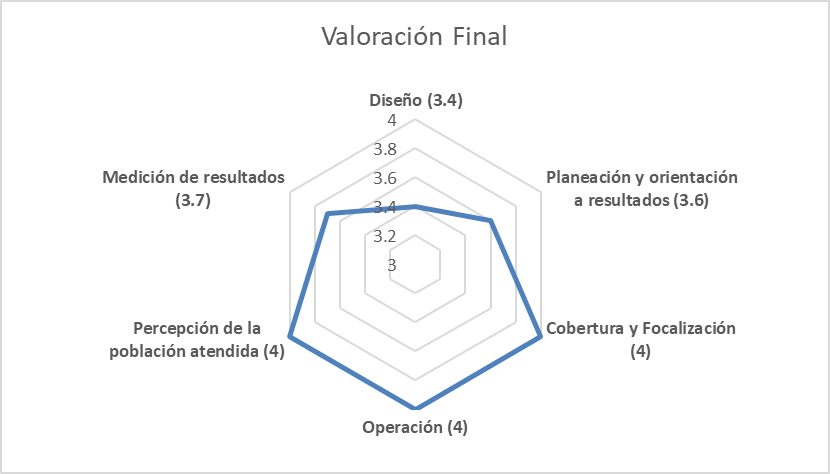 Valoración Final
Diseño (3.4)
4
3.8
3.6
3.4
3.2
3
Planeación y orientación
a resultados (3.6)
Cobertura y Focalización
(4)
Operación (4)
Percepción de la
población atendida (4)
Medición de resultados
(3.7)